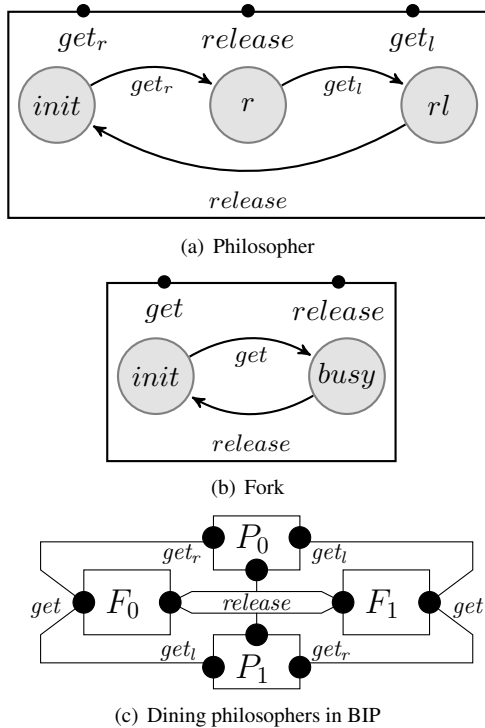 get_r release get_l
init get_r r get_l rl
release
(a) Philosopher
get release
init get busy
release
(b) Fork
get_r P_0 get_l
get F_0 release F_1 get
get_l P_1 get_r
(c) Dining philosophers in BIP